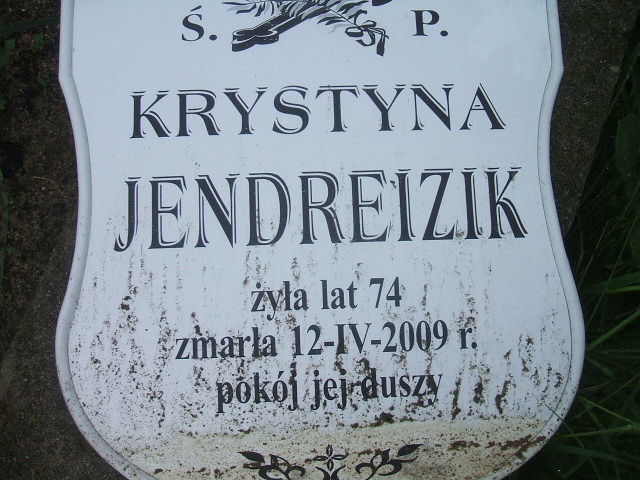 Ś. P.
KRYSTYNA
JENDREIZIK
żyła lat 74
zmarła 12-IV-2009 r.
pokój jej duszy